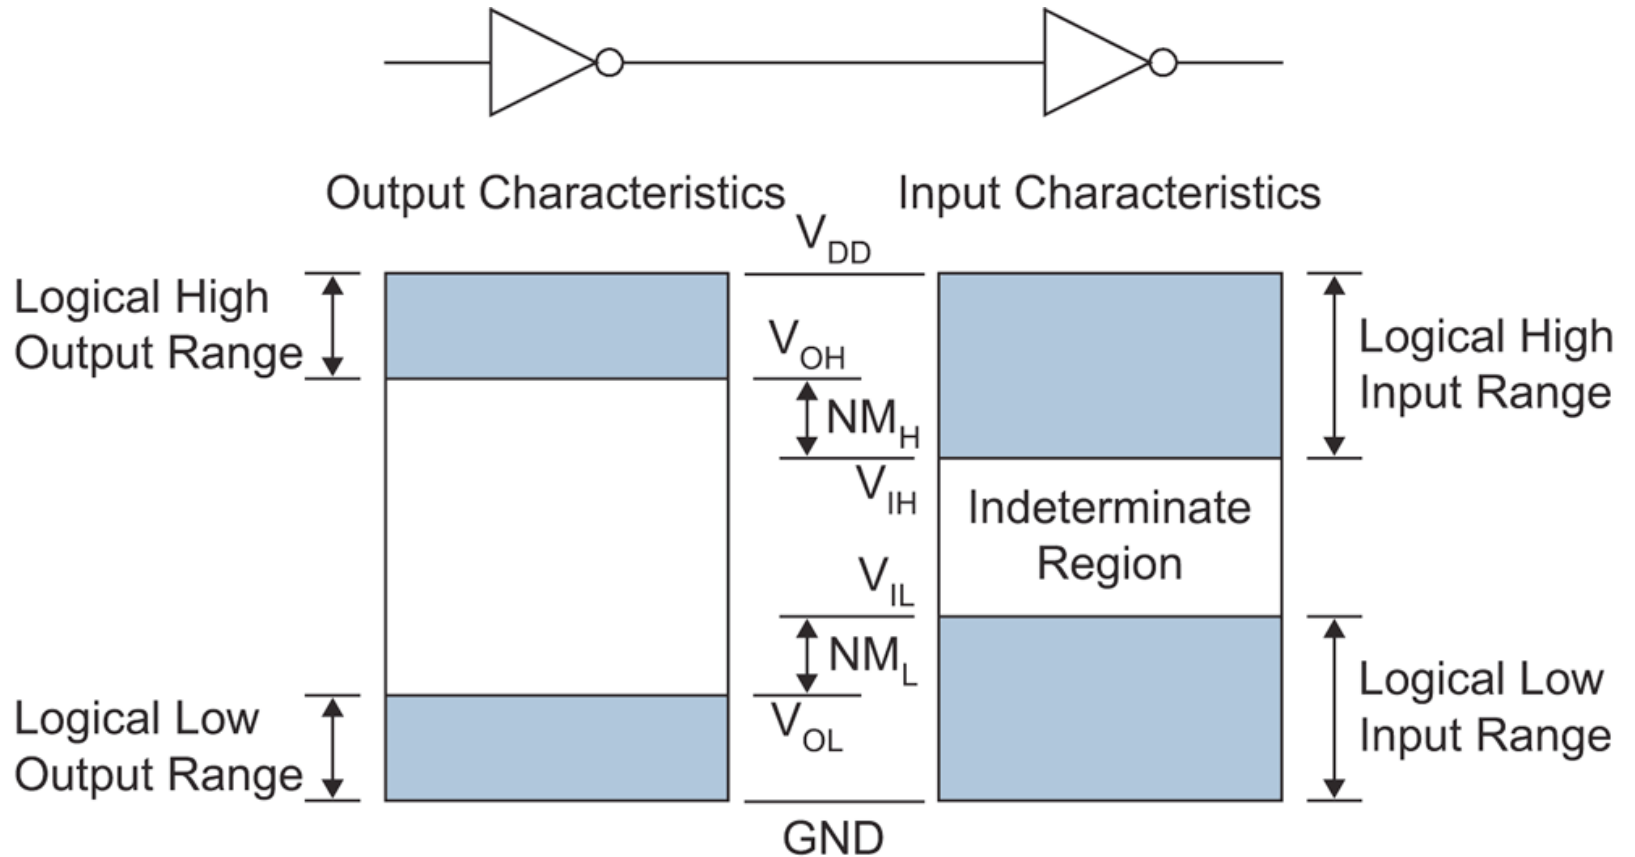 Output Characteristics
Input Characteristics
VDD
Logical High
Output Range
VOH
NMH
VIH
Logical High
Input Range
Indeterminate
Region
VIL
NML
VOL
Logical Low
Output Range
Logical Low
Input Range
GND